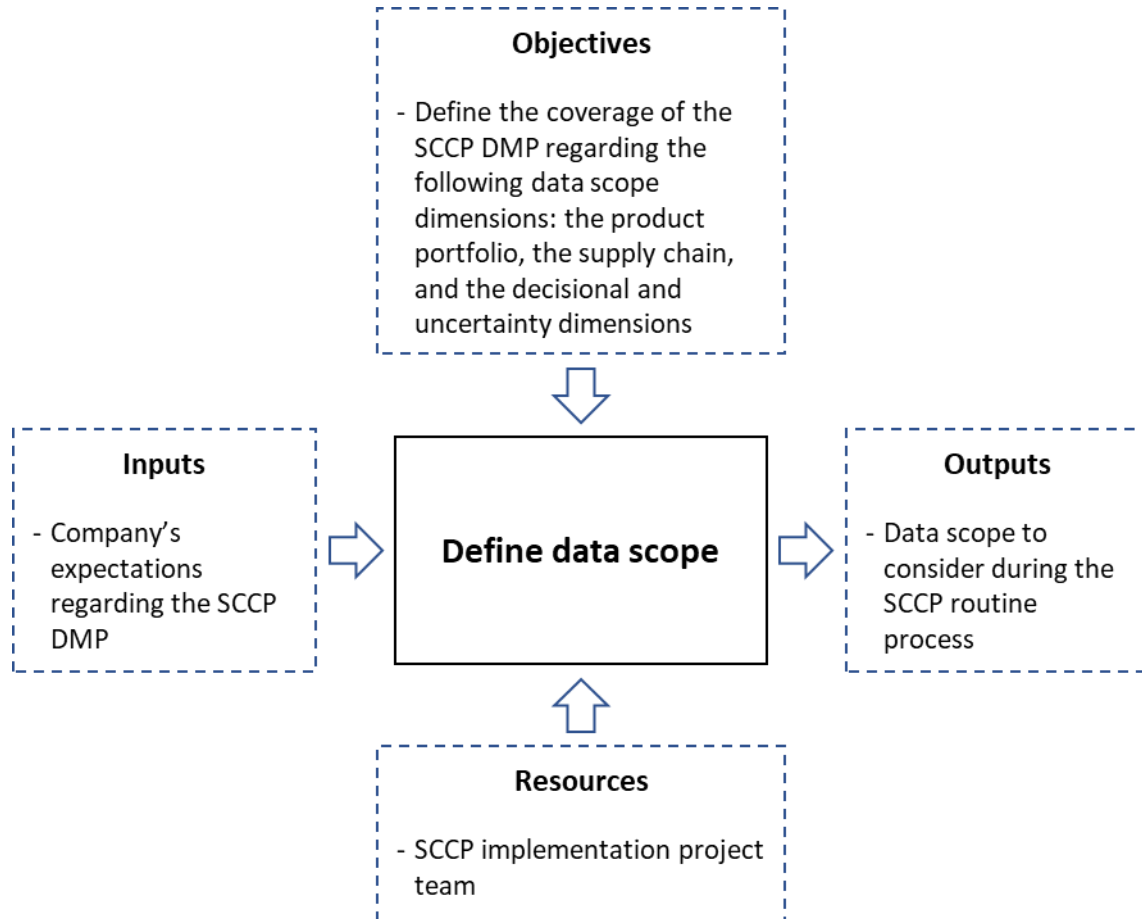 Objectives
- Define the coverage of the
SCCP DMP regarding the
following data scope
dimensions: the product
portfolio, the supply chain,
and the decisional and
uncertainty dimensions
Inputs
- Company’s
expectations
regarding the SCCP
DMP
Define data scope
Outputs
- Data scope to
consider during the
SCCP routine
process
Resources
- SCCP implementation project
team